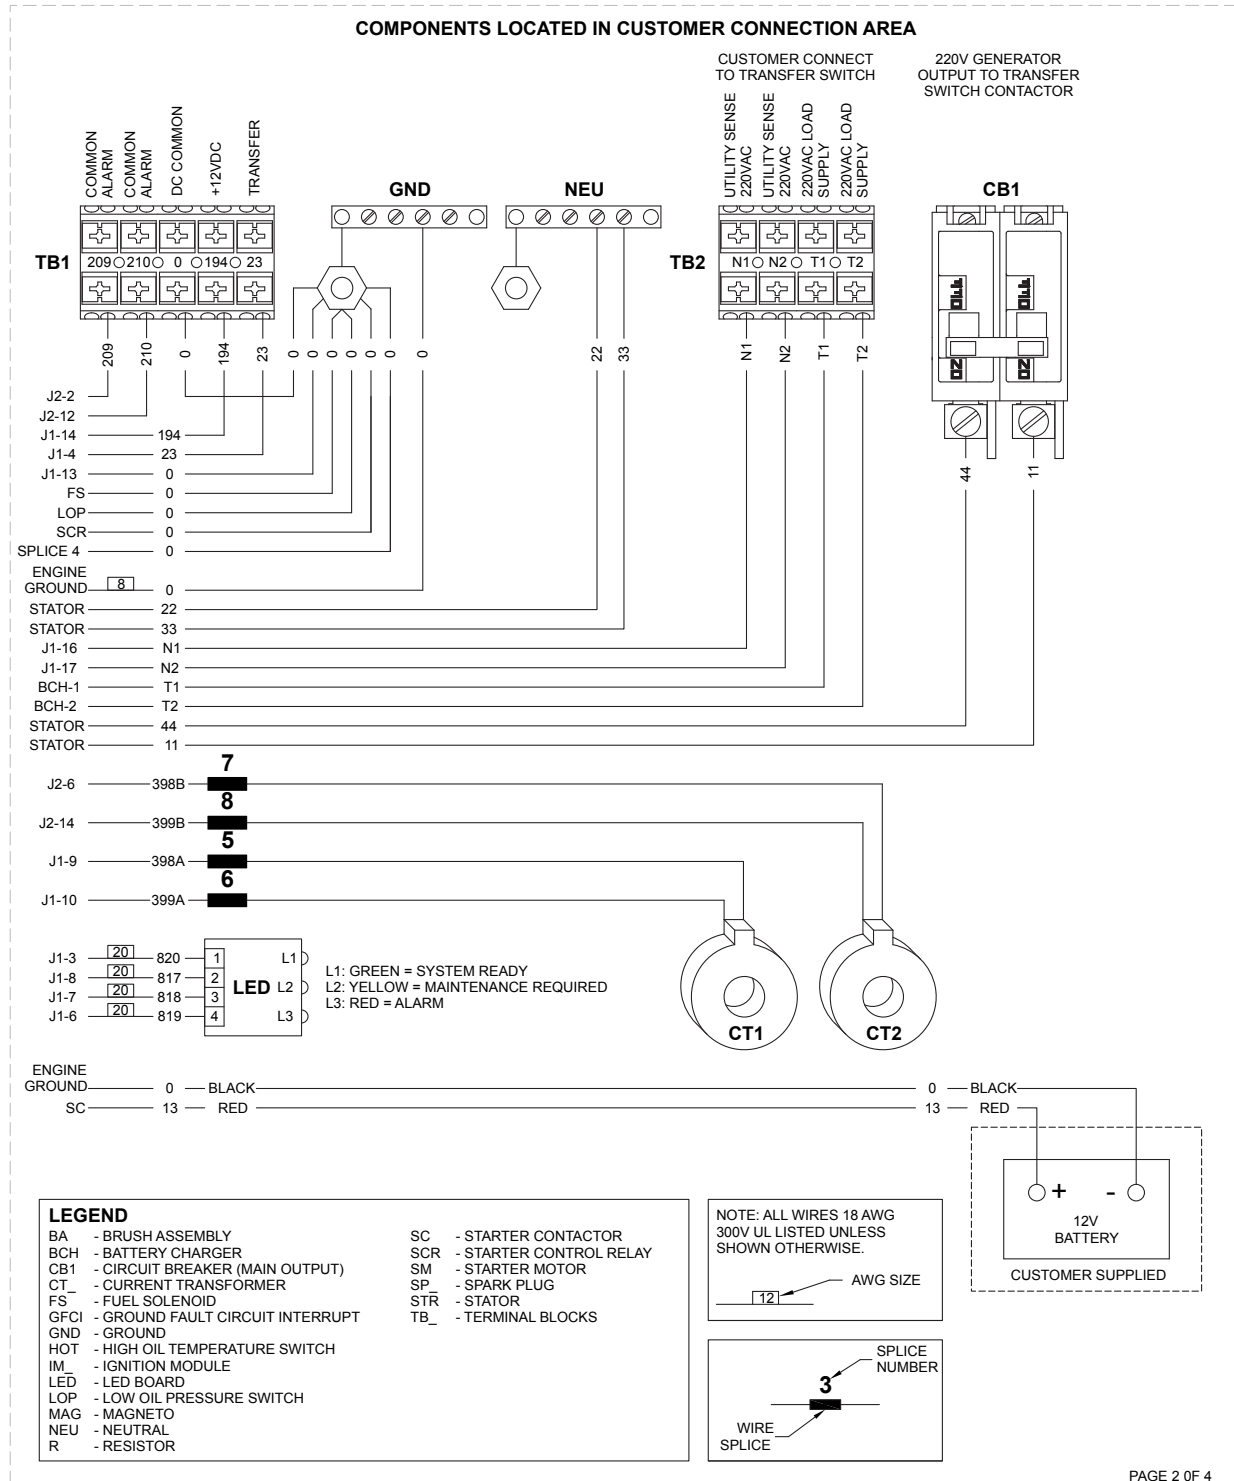 COMPONENTS LOCATED IN CUSTOMER CONNECTION AREA
CUSTOMER CONNECT
TO TRANSFER SWITCH
220V GENERATOR
OUTPUT TO TRANSFER
SWITCH CONTACTOR
COMMON
ALARM
COMMON
ALARM
DC COMMON
+12VDC
TRANSFER
UTILITY SENSE
220VAC
UTILITY SENSE
220VAC
220VAC LOAD
SUPPLY
220VAC LOAD
SUPPLY
GND
NEU
CB1
TB1
209 210 0 194 23
TB2
N1 N2 T1 T2
OFF OFF
ON ON
209 210 0 194 23 0 0 0 0 0 0 0 22 33 N1 N2 T1 T2
44 11
J2-2
J2-12
J1-14 194
J1-4 23
J1-13 0
FS 0
LOP 0
SCR 0
SPLICE 4 0
ENGINE
GROUND 8 0
STATOR 22
STATOR 33
J1-16 N1
J1-17 N2
BCH-1 T1
BCH-2 T2
STATOR 44
STATOR 11
7
J2-6 398B
8
J2-14 399B
5
J1-9 398A
6
J1-10 399A
J1-3 20 820 1 L1
J1-8 20 817 2
LED L2
J1-7 20 818 3
J1-6 20 819 4 L3
L1: GREEN = SYSTEM READY
L2: YELLOW = MAINTENANCE REQUIRED
L3: RED = ALARM
CT1
CT2
ENGINE
GROUND 0 BLACK 0 BLACK
SC 13 RED 13 RED
+ -
12V
BATTERY
CUSTOMER SUPPLIED
LEGEND
BA - BRUSH ASSEMBLY
BCH - BATTERY CHARGER
CB1 - CIRCUIT BREAKER (MAIN OUTPUT)
CT_ - CURRENT TRANSFORMER
FS - FUEL SOLENOID
GFCI - GROUND FAULT CIRCUIT INTERRUPT
GND - GROUND
HOT - HIGH OIL TEMPERATURE SWITCH
IM_ - IGNITION MODULE
LED - LED BOARD
LOP - LOW OIL PRESSURE SWITCH
MAG - MAGNETO
NEU - NEUTRAL
R - RESISTOR
SC - STARTER CONTACTOR
SCR - STARTER CONTROL RELAY
SM - STARTER MOTOR
SP_ - SPARK PLUG
STR - STATOR
TB_ - TERMINAL BLOCKS
NOTE: ALL WIRES 18 AWG
300V UL LISTED UNLESS
SHOWN OTHERWISE.
AWG SIZE
12
SPLICE
NUMBER
3
WIRE
SPLICE
PAGE 2 0F 4